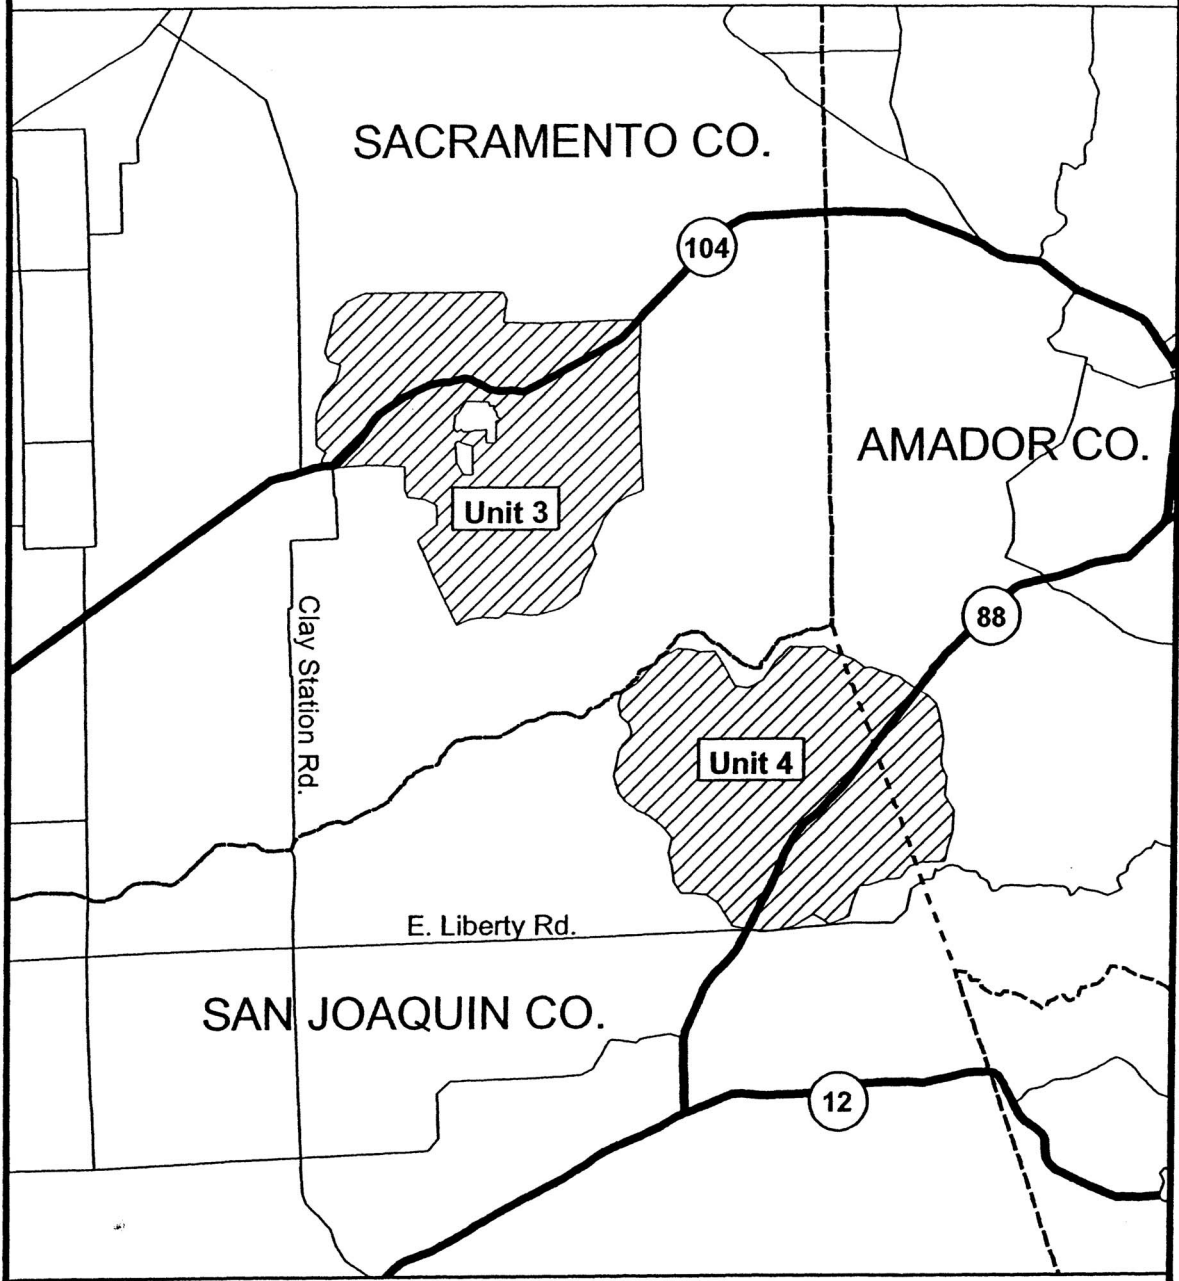 SACRAMENTO CO.
104
AMADOR CO.
Unit 3
Clay Station Rd.
88
Unit 4
E. Liberty Rd.
SAN JOAQUIN CO.
12